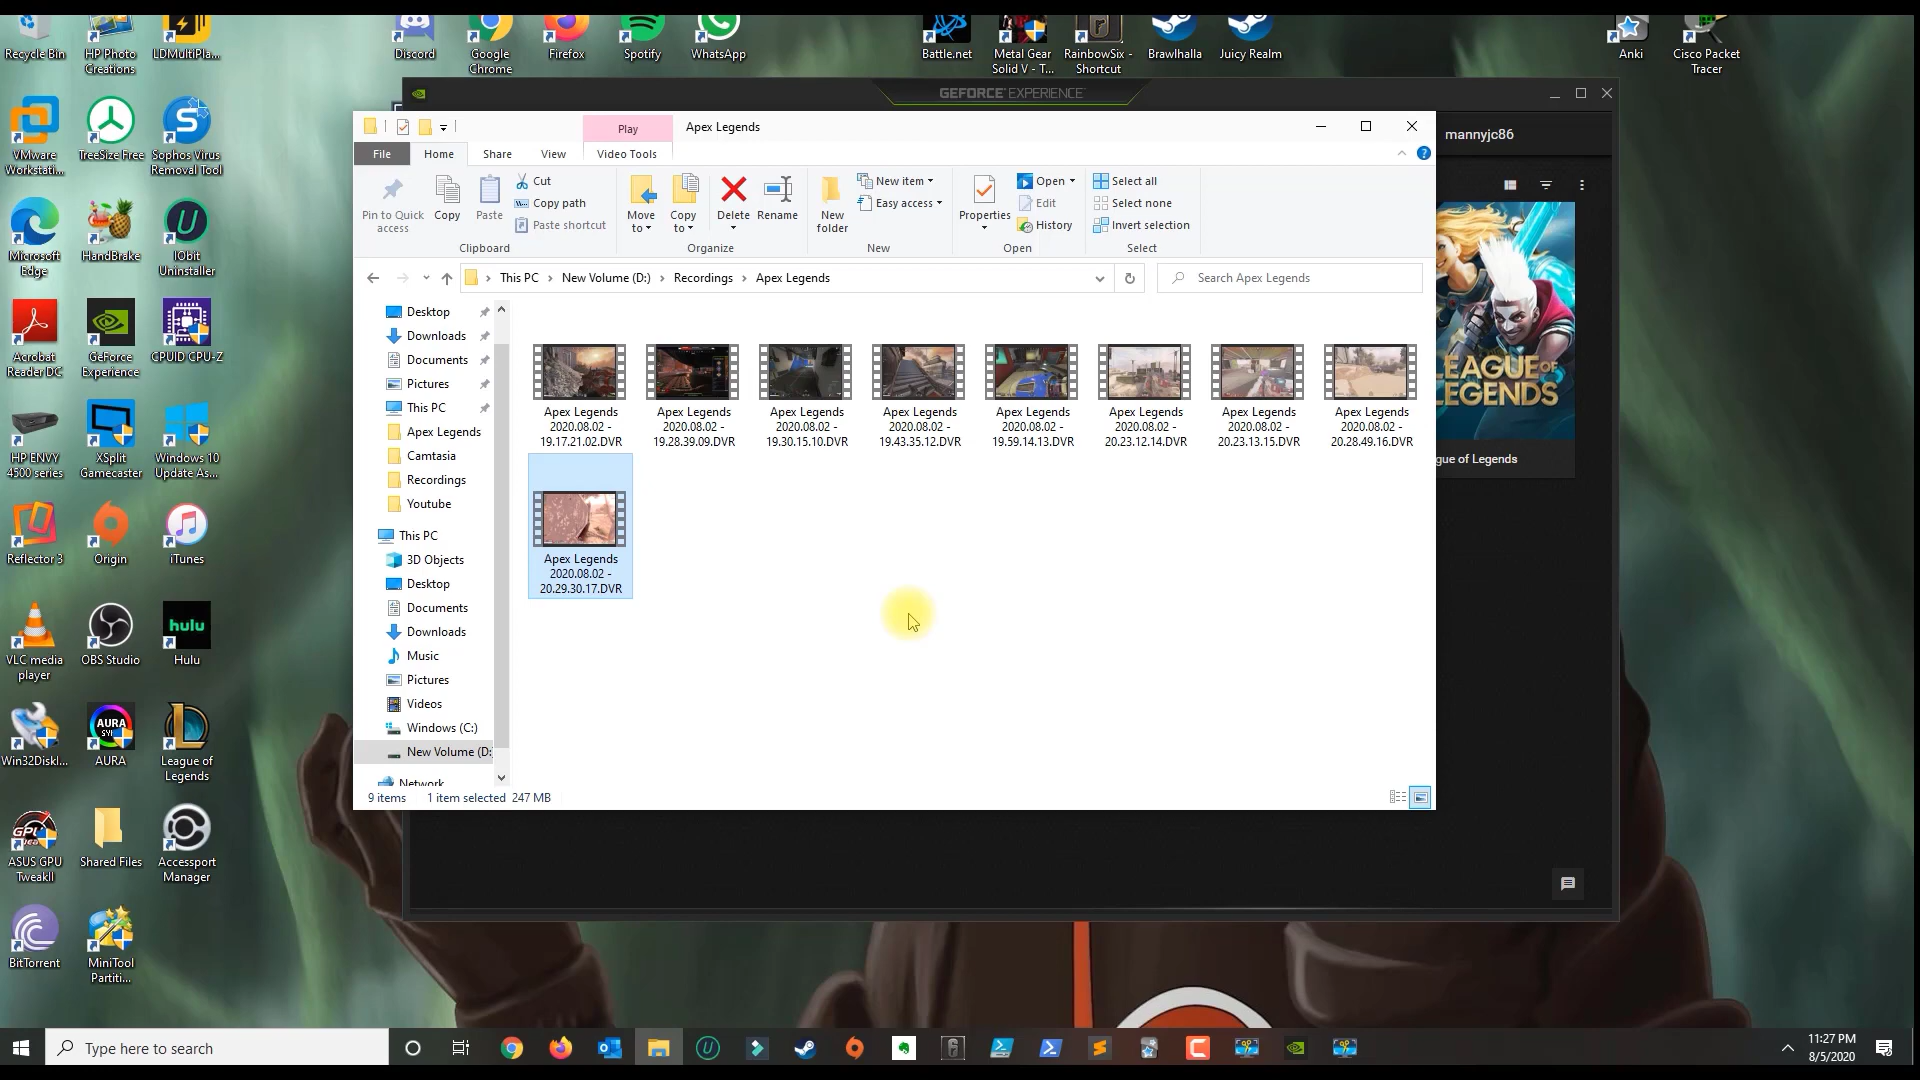 Recycle Bin
HP Photo
Creations
LDMultiPla...
Discord
Google
Chrome
Firefox
Spotify
WhatsApp
Battle.net
Metal Gear
Solid V - T...
RainbowSix -
Shortcut
Brawlhalla
Juicy Realm
Anki
Cisco Packet
Tracer
VMware
Workstati...
TreeSize Free
Sophos Virus
Removal Tool
Microsoft
Edge
HandBrake
IObit
Uninstaller
Acrobat
Reader DC
GeForce
Experience
CPUID CPU-Z
HP ENVY
4500 series
XSplit
Gamecaster
Windows 10
Update As...
Reflector 3
Origin
iTunes
VLC media
player
OBS Studio
hulu
Hulu
Win32DiskI...
AURA
AURA
League of
Legends
ASUS GPU
TweakII
Shared Files
Accessport
Manager
BitTorrent
MiniTool
Partiti...
GEFORCE EXPERIENCE
mannyjc86
LEAGUE OF
LEGENDS
gue of Legends
Play
Apex Legends
File
Home
Share
View
Video Tools
Pin to Quick
access
Copy
Paste
Cut
Copy path
Paste shortcut
Clipboard
Move
to
Copy
to
Delete
Rename
Organize
New
folder
New item
Easy access
New
Properties
Open
Edit
History
Open
Select all
Select none
Invert selection
Select
This PC > New Volume (D:) > Recordings > Apex Legends
Search Apex Legends
Desktop
Downloads
Documents
Pictures
This PC
Apex Legends
Camtasia
Recordings
Youtube
This PC
3D Objects
Desktop
Documents
Downloads
Music
Pictures
Videos
Windows (C:)
New Volume (D:
Network
Apex Legends
2020.08.02 -
19.17.21.02.DVR
Apex Legends
2020.08.02 -
19.28.39.09.DVR
Apex Legends
2020.08.02 -
19.30.15.10.DVR
Apex Legends
2020.08.02 -
19.43.35.12.DVR
Apex Legends
2020.08.02 -
19.59.14.13.DVR
Apex Legends
2020.08.02 -
20.23.12.14.DVR
Apex Legends
2020.08.02 -
20.23.13.15.DVR
Apex Legends
2020.08.02 -
20.28.49.16.DVR
Apex Legends
2020.08.02 -
20.29.30.17.DVR
9 items
1 item selected 247 MB
Type here to search
11:27 PM
8/5/2020